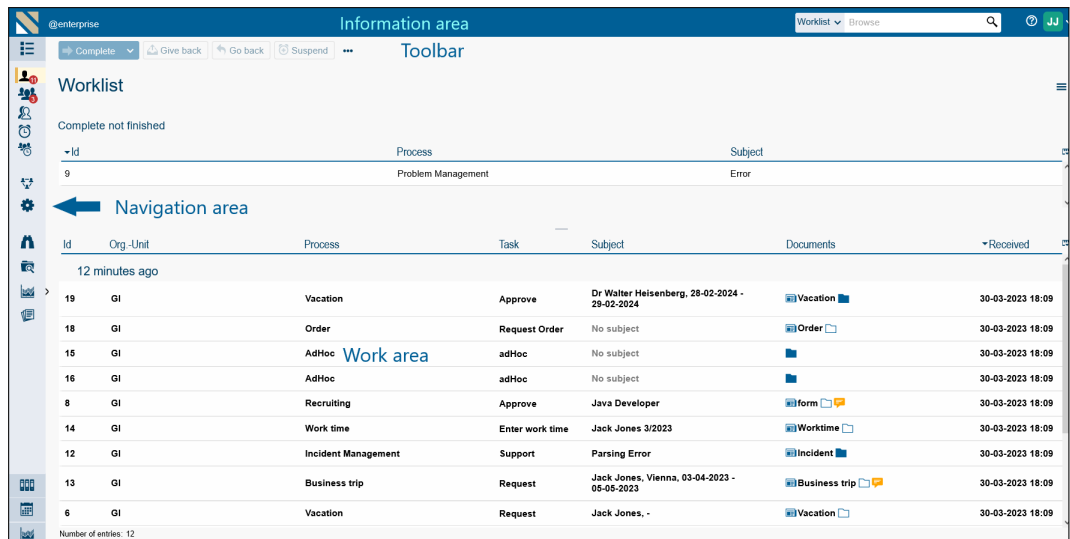 @enterprise
Information area
Worklist
Browse
JJ
Complete
Give back
Go back
Suspend
•••
Toolbar
11
3
Worklist
Complete not finished
Id Process Subject
9 Problem Management Error
Navigation area
Id Org.-Unit Process Task Subject Documents Received
12 minutes ago
19 GI Vacation Approve Dr Walter Heisenberg, 28-02-2024 -
29-02-2024 Vacation 30-03-2023 18:09
18 GI Order Request Order No subject Order 30-03-2023 18:09
15 GI AdHoc adHoc No subject 30-03-2023 18:09
Work area
16 GI AdHoc adHoc No subject 30-03-2023 18:09
8 GI Recruiting Approve Java Developer form 30-03-2023 18:09
14 GI Work time Enter work time Jack Jones 3/2023 Worktime 30-03-2023 18:09
12 GI Incident Management Support Parsing Error Incident 30-03-2023 18:09
13 GI Business trip Request Jack Jones, Vienna, 03-04-2023 -
05-05-2023 Business trip 30-03-2023 18:09
6 GI Vacation Request Jack Jones, - Vacation 30-03-2023 18:09
Number of entries: 12